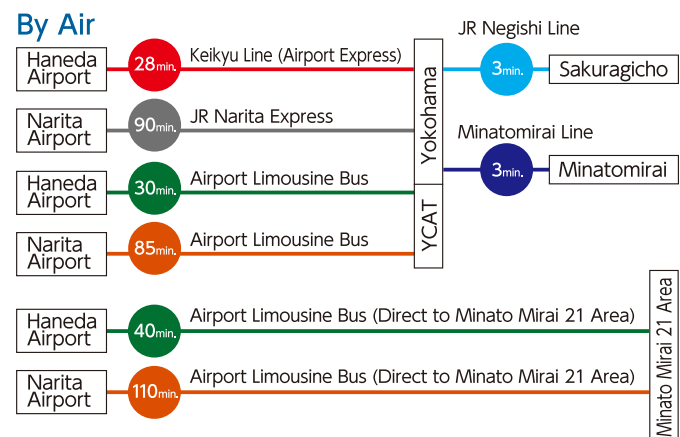 By Air
Haneda
Airport
28min.
Keikyu Line (Airport Express)
Narita
Airport
90min.
JR Narita Express
Haneda
Airport
30min.
Airport Limousine Bus
Narita
Airport
85min.
Airport Limousine Bus
Yokohama
YCAT
JR Negishi Line
3min.
Sakuragicho
Minatomirai Line
3min.
Minatomirai
Haneda
Airport
40min.
Airport Limousine Bus (Direct to Minato Mirai 21 Area)
Narita
Airport
110min.
Airport Limousine Bus (Direct to Minato Mirai 21 Area)
Minato Mirai 21 Area